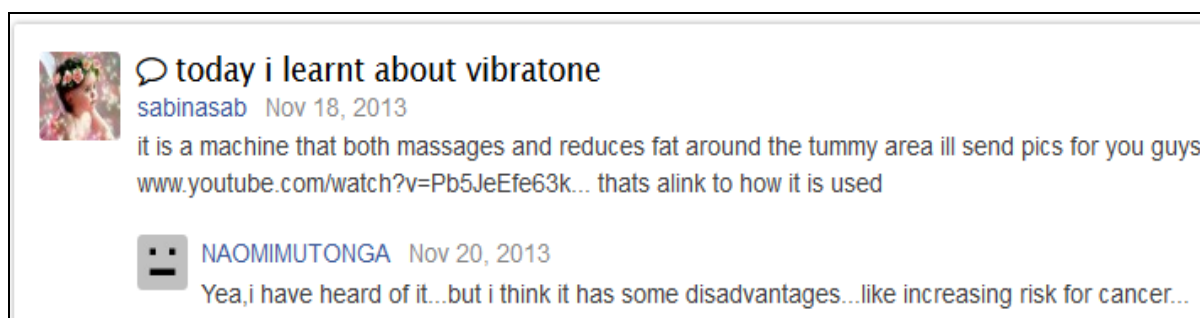 today i learnt about vibratone
sabinasab Nov 18, 2013
it is a machine that both massages and reduces fat around the tummy area ill send pics for you guys
www.youtube.com/watch?v=Pb5JeEfe63k... thats alink to how it is used
NAOMIMUTONGA Nov 20, 2013
Yea,i have heard of it...but i think it has some disadvantages...like increasing risk for cancer...